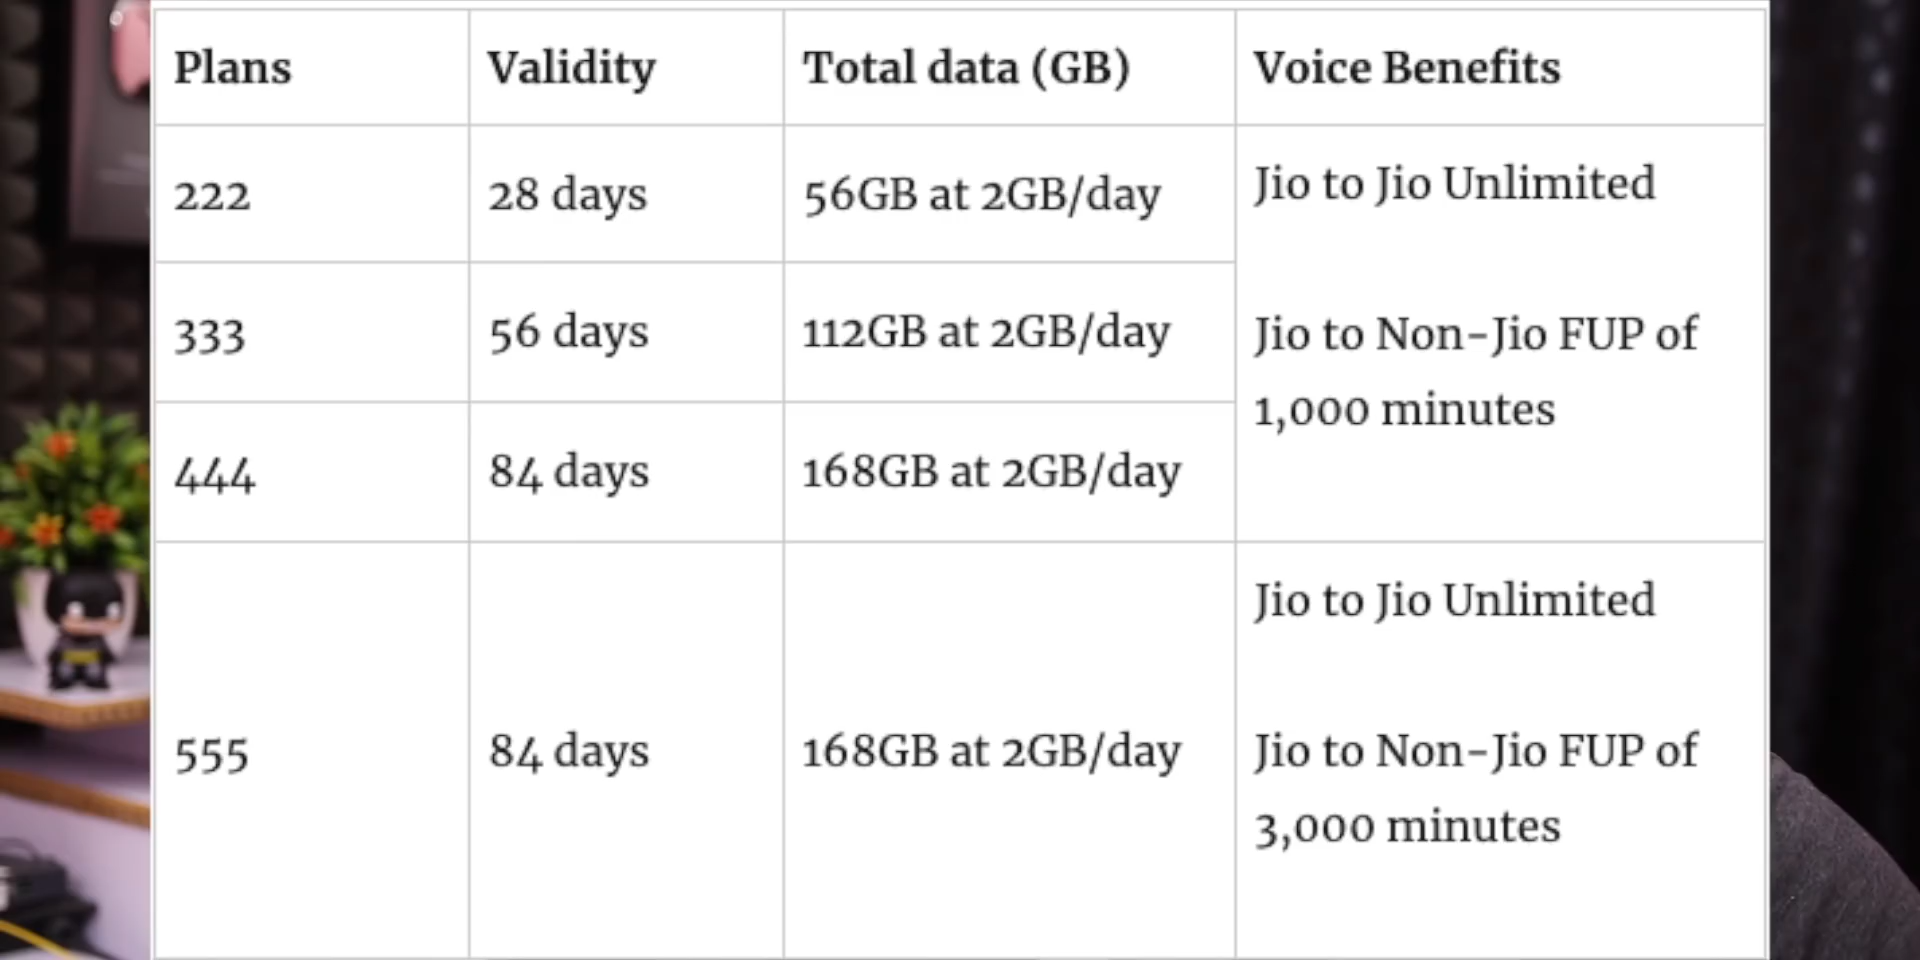 Plans Validity Total data (GB) Voice Benefits
222 28 days 56GB at 2GB/day Jio to Jio Unlimited
333 56 days 112GB at 2GB/day Jio to Non-Jio FUP of
1,000 minutes
444 84 days 168GB at 2GB/day
Jio to Jio Unlimited
555 84 days 168GB at 2GB/day Jio to Non-Jio FUP of
3,000 minutes